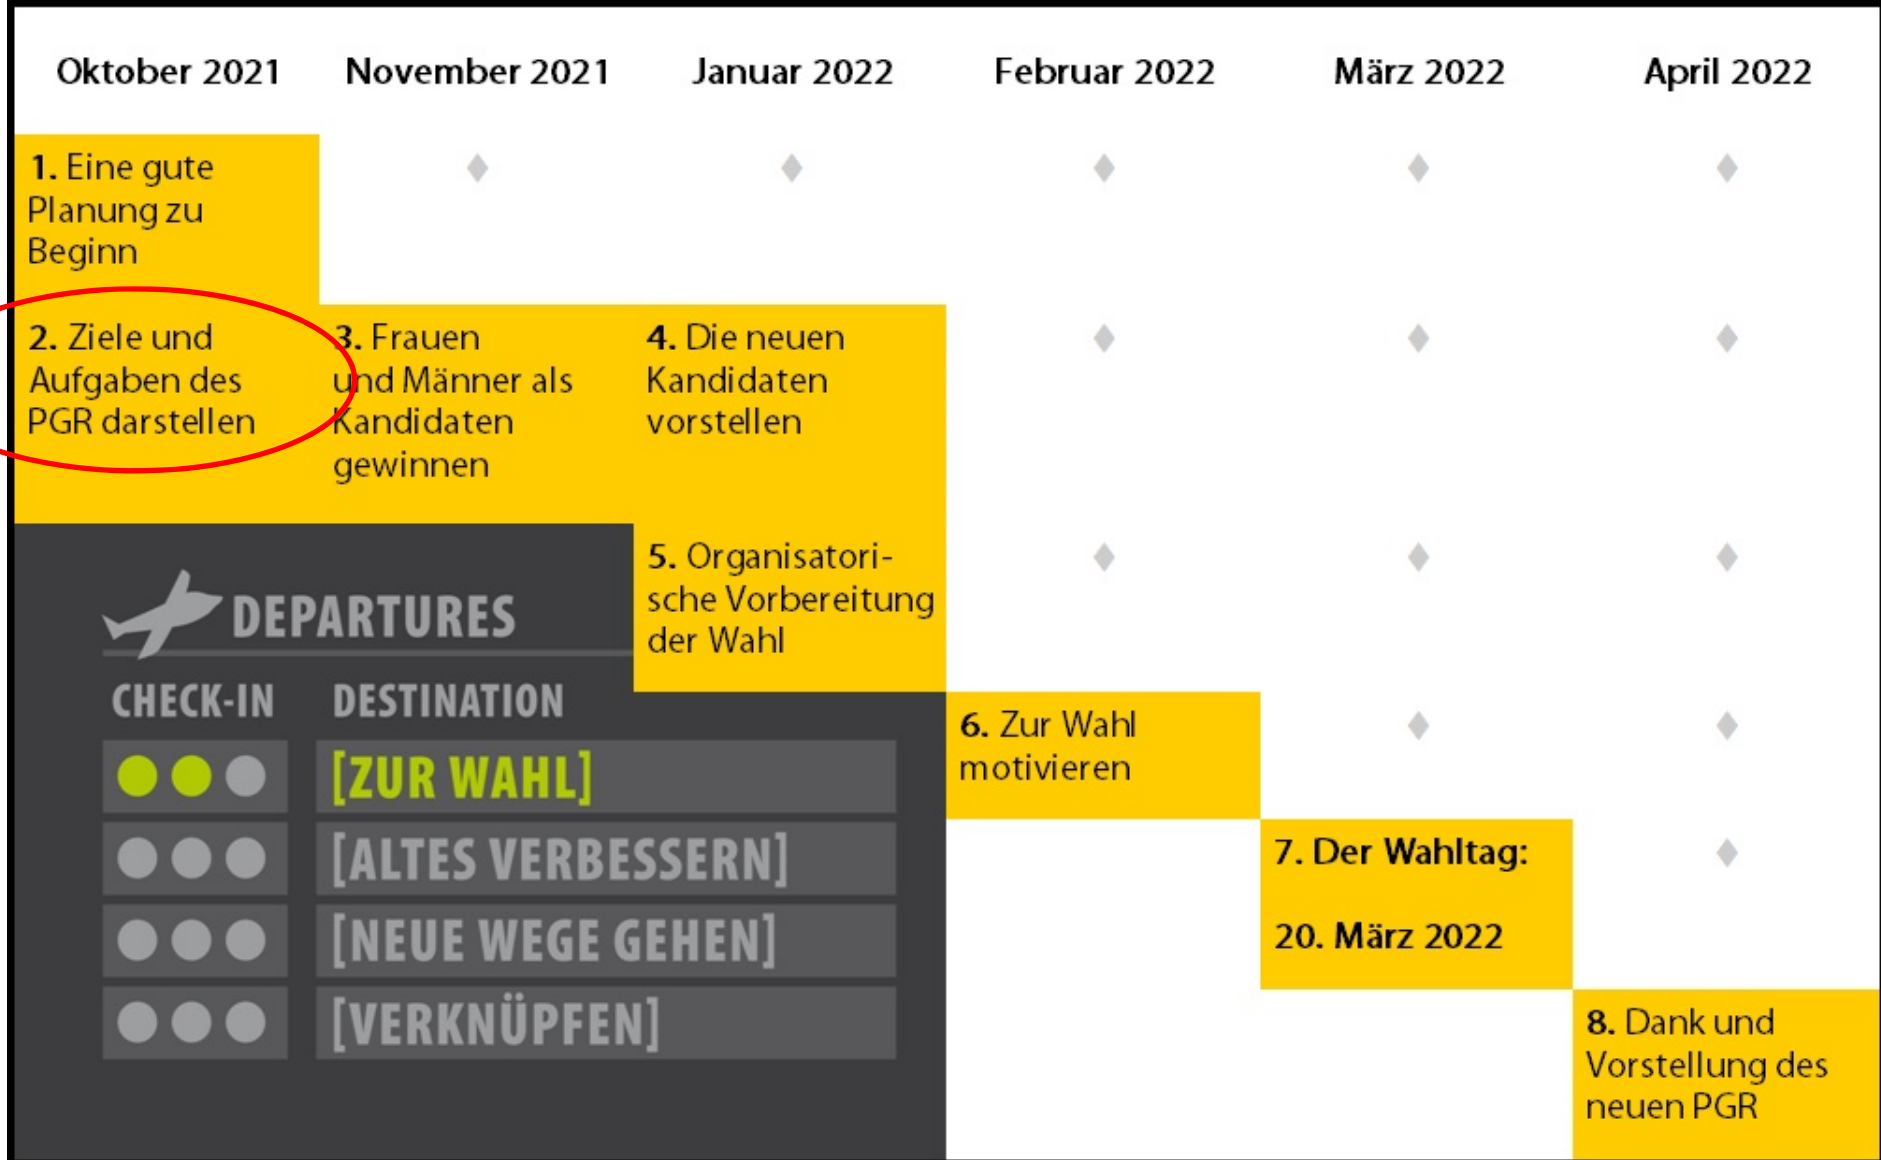 Oktober 2021
November 2021
Januar 2022
Februar 2022
März 2022
April 2022
1. Eine gute
Planung zu
Beginn
2. Ziele und
Aufgaben des
PGR darstellen
3. Frauen
und Männer als
Kandidaten
gewinnen
4. Die neuen
Kandidaten
vorstellen
5. Organisatori-
sche Vorbereitung
der Wahl
DEPARTURES
CHECK-IN
DESTINATION
[ZUR WAHL]
[ALTES VERBESSERN]
[NEUE WEGE GEHEN]
[VERKNÜPFEN]
6. Zur Wahl
motivieren
7. Der Wahltag:
20. März 2022
8. Dank und
Vorstellung des
neuen PGR